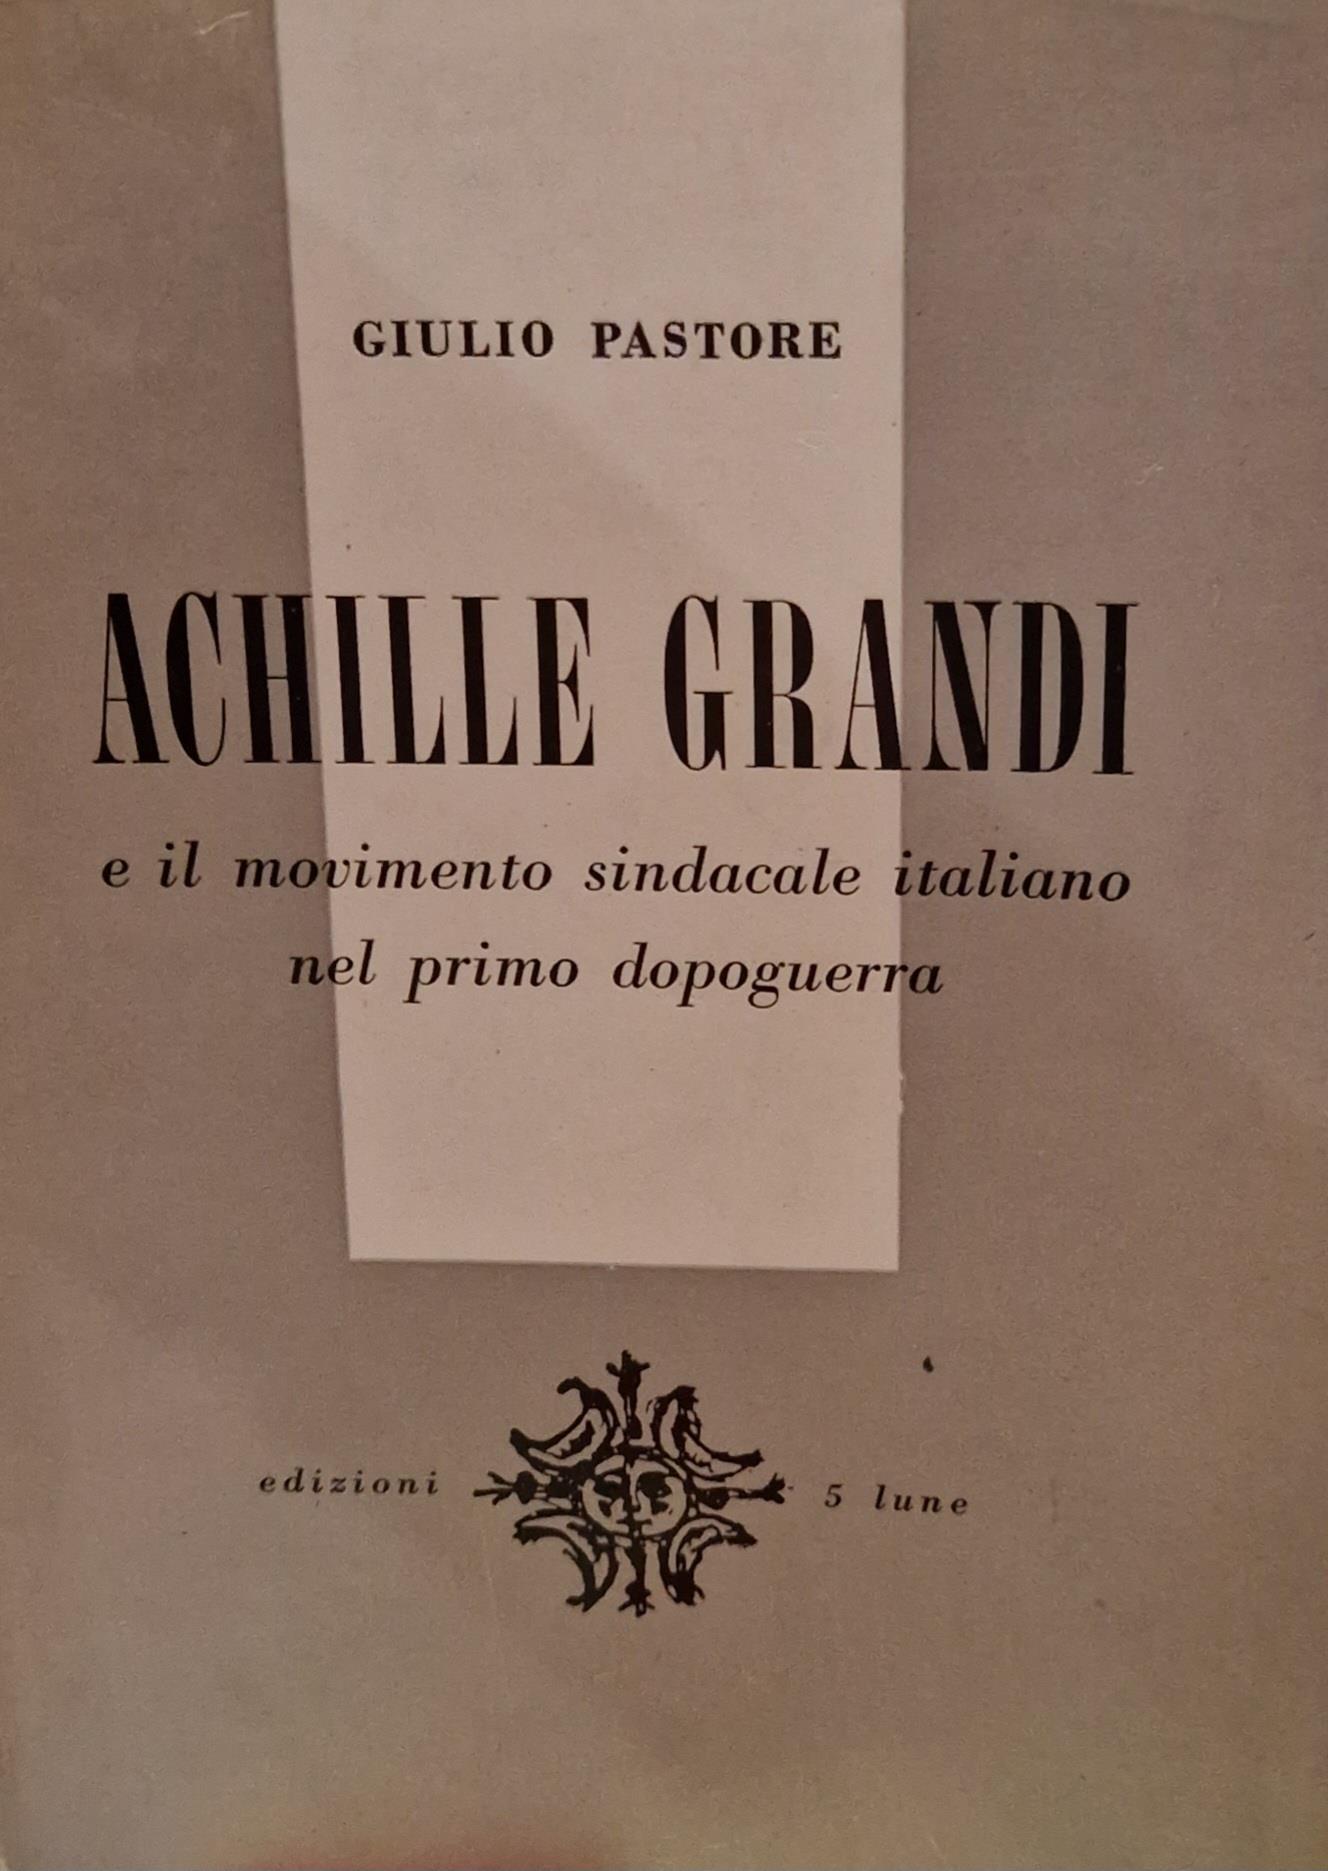 GIULIO PASTORE
ACHILLE GRANDI
e il movimento sindacale italiano
nel primo dopoguerra
edizioni 5 lune